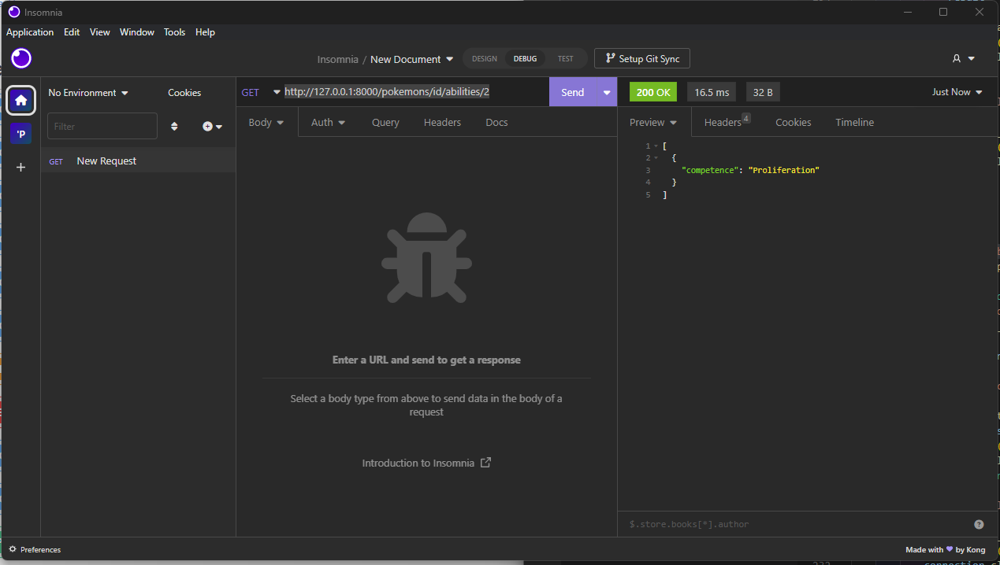 Insomnia
Application Edit View Window Tools Help
Insomnia / New Document DESIGN DEBUG TEST Setup Git Sync
No Environment Cookies
GET http://127.0.0.1:8000/pokemons/id/abilities/2 Send
200 OK 16.5 ms 32 B Just Now
Filter
Body Auth Query Headers Docs
Preview Headers 4 Cookies Timeline
'P
GET New Request
1 [
2 {
3 "competence": "Proliferation"
4 }
5 ]
Enter a URL and send to get a response
Select a body type from above to send data in the body of a
request
Introduction to Insomnia
$.store.books[*].author
Preferences
Made with 💜 by Kong